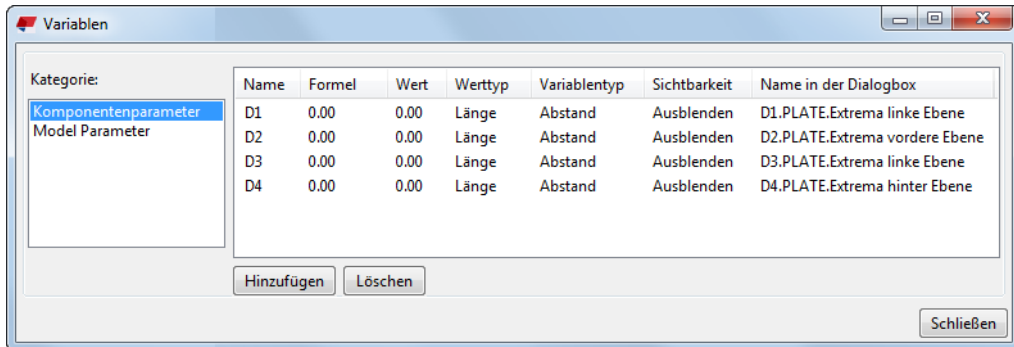 Variablen
Kategorie:
Komponentenparameter
Model Parameter
Name Formel Wert Werttyp Variablentyp Sichtbarkeit Name in der Dialogbox
D1 0.00 0.00 Länge Abstand Ausblenden D1.PLATE.Extrema linke Ebene
D2 0.00 0.00 Länge Abstand Ausblenden D2.PLATE.Extrema vordere Ebene
D3 0.00 0.00 Länge Abstand Ausblenden D3.PLATE.Extrema linke Ebene
D4 0.00 0.00 Länge Abstand Ausblenden D4.PLATE.Extrema hinter Ebene
Hinzufügen Löschen
Schließen